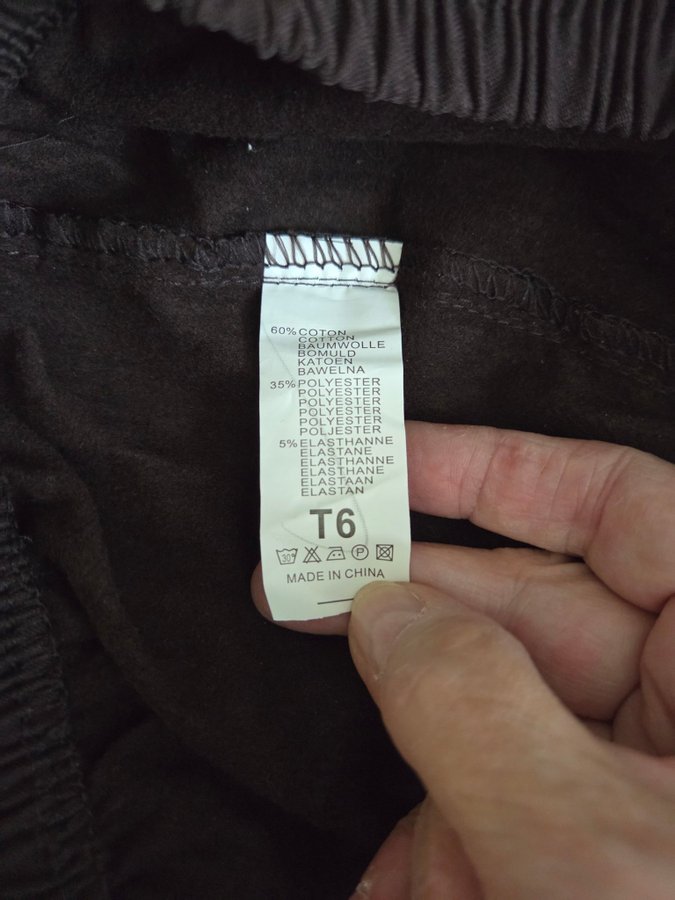 60% COTON
COTTON
BAUMWOLLE
BOMULD
KATOEN
BAWELNA
35% POLYESTER
POLYESTER
POLYESTER
POLYESTER
POLYESTER
POLJESTER
5% ELASTHANNE
ELASTANE
ELASTHANNE
ELASTHANE
ELASTAAN
ELASTAN
T6
30° P
MADE IN CHINA